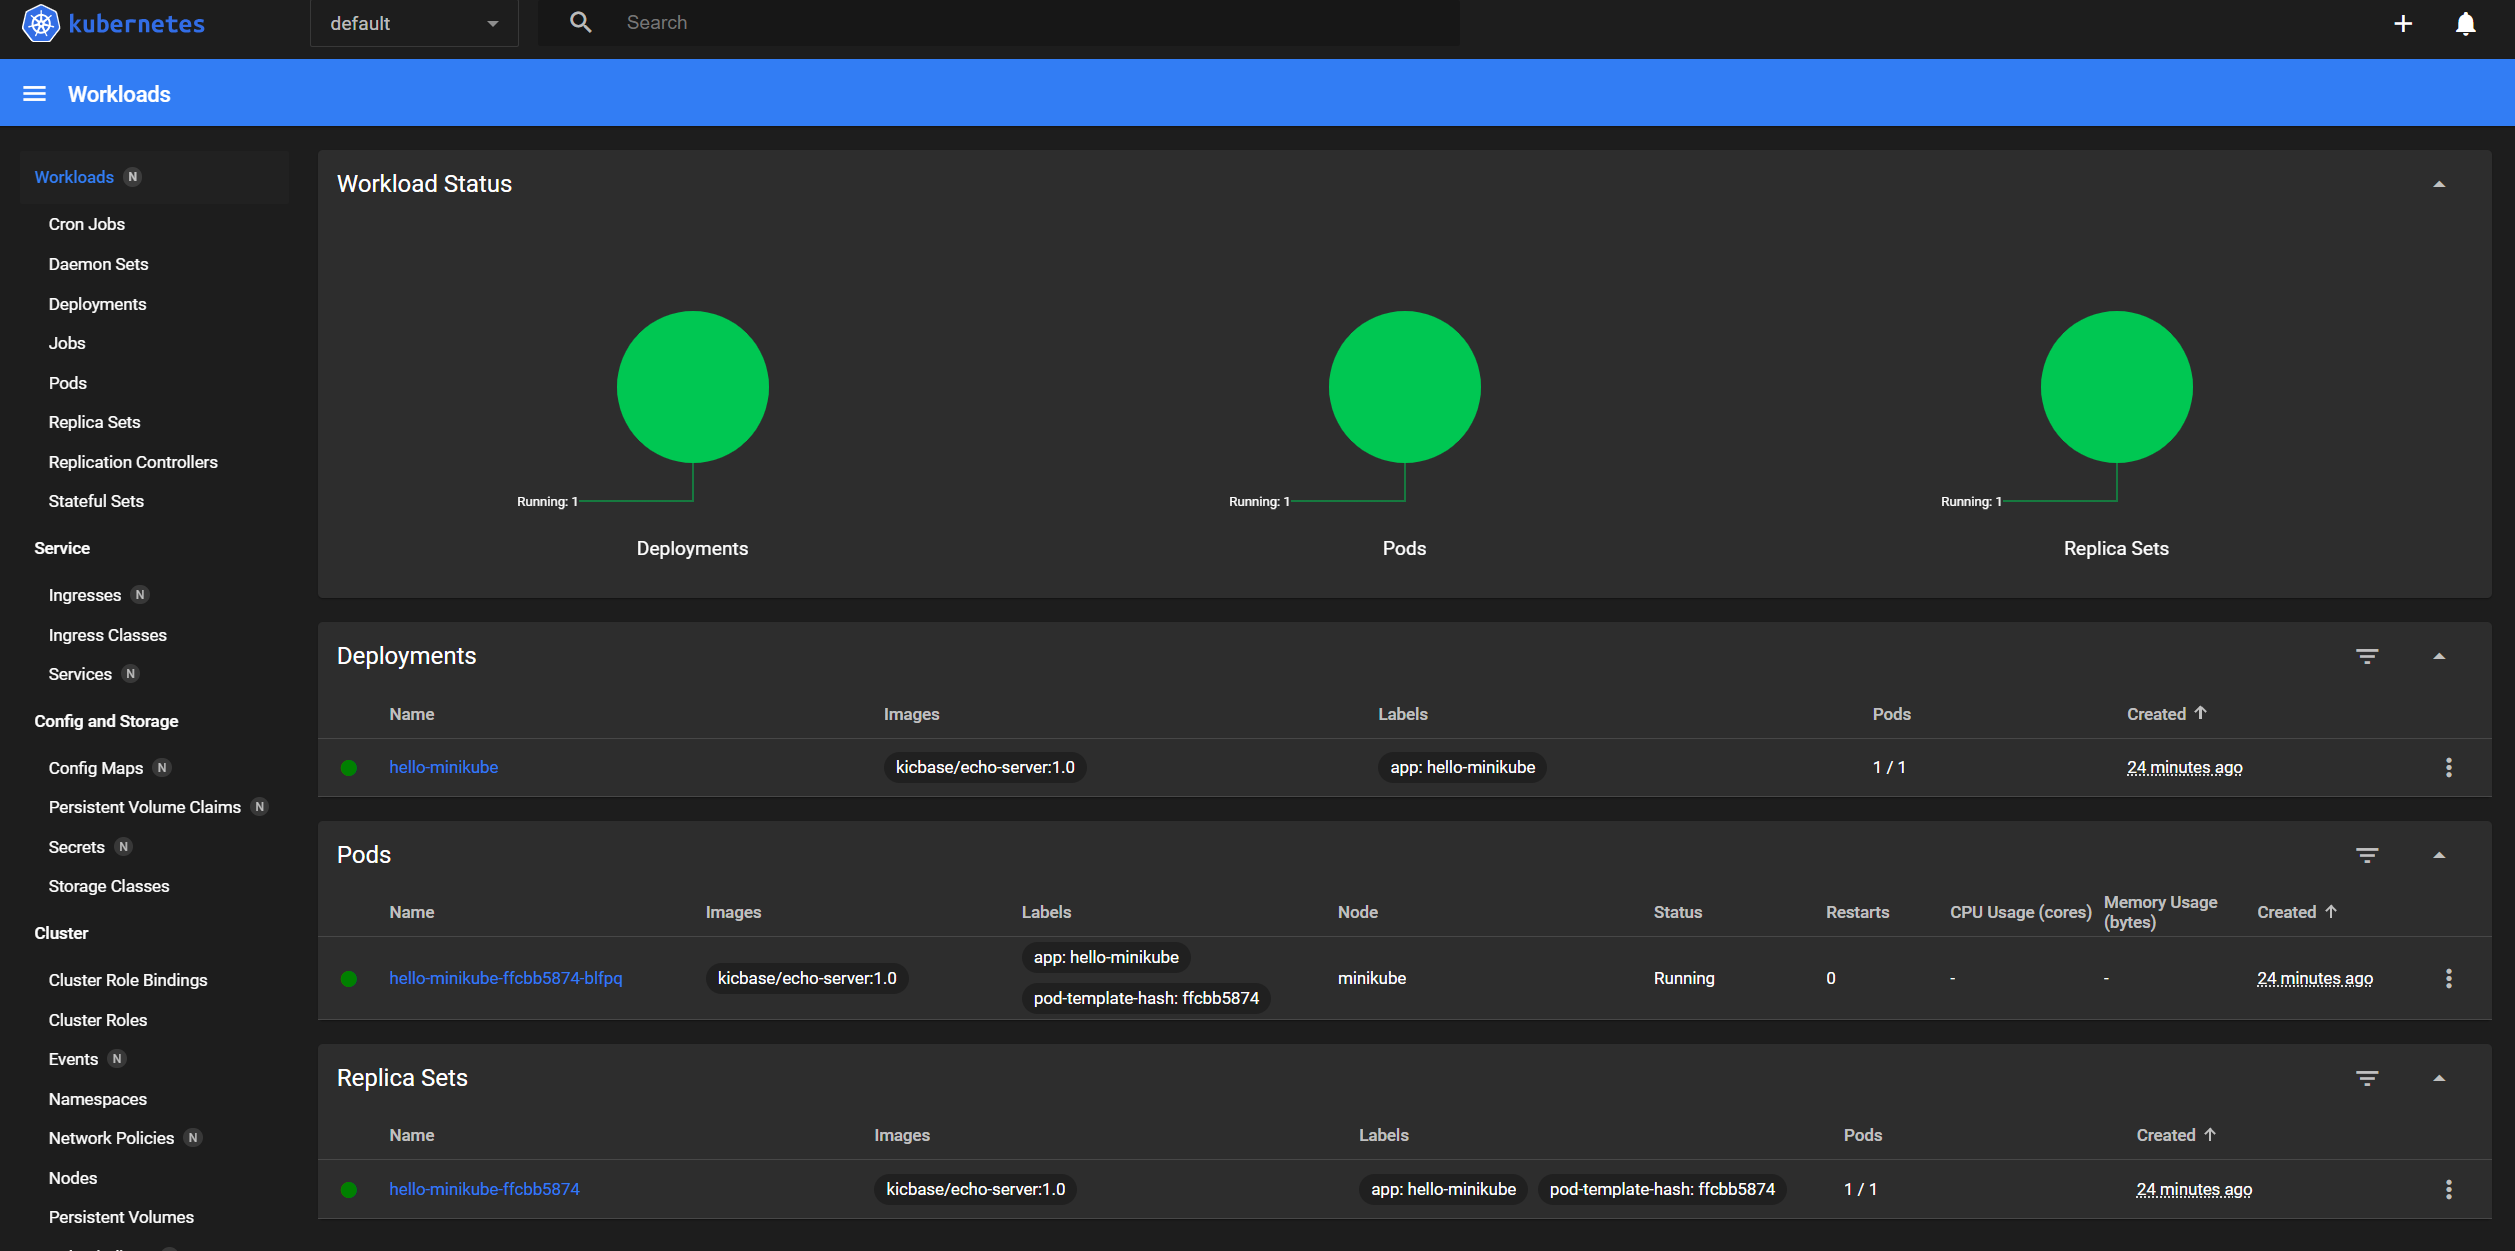 kubernetes
default
Search
Workloads
Workloads N
Cron Jobs
Daemon Sets
Deployments
Jobs
Pods
Replica Sets
Replication Controllers
Stateful Sets
Service
Ingresses N
Ingress Classes
Services N
Config and Storage
Config Maps N
Persistent Volume Claims N
Secrets N
Storage Classes
Cluster
Cluster Role Bindings
Cluster Roles
Events N
Namespaces
Network Policies N
Nodes
Persistent Volumes
Workload Status
Running: 1
Deployments
Running: 1
Pods
Running: 1
Replica Sets
Deployments
Name Images Labels Pods Created
hello-minikube kicbase/echo-server:1.0 app: hello-minikube 1 / 1 24 minutes ago
Pods
Name Images Labels Node Status Restarts CPU Usage (cores) Memory Usage (bytes) Created
hello-minikube-ffcbb5874-blfpq kicbase/echo-server:1.0 app: hello-minikube pod-template-hash: ffcbb5874 minikube Running 0 - - 24 minutes ago
Replica Sets
Name Images Labels Pods Created
hello-minikube-ffcbb5874 kicbase/echo-server:1.0 app: hello-minikube pod-template-hash: ffcbb5874 1 / 1 24 minutes ago